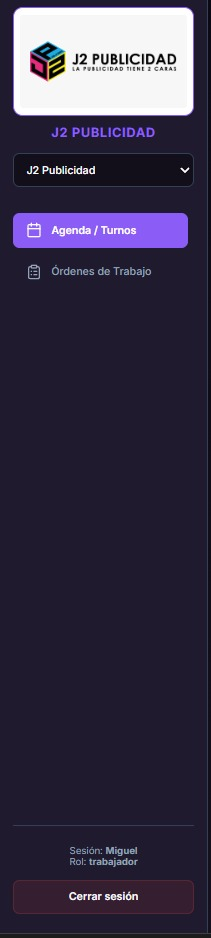 J2 PUBLICIDAD
LA PUBLICIDAD TIENE 2 CARAS
J2 PUBLICIDAD
J2 Publicidad
Agenda / Turnos
Órdenes de Trabajo
Sesión: Miguel
Rol: trabajador
Cerrar sesión